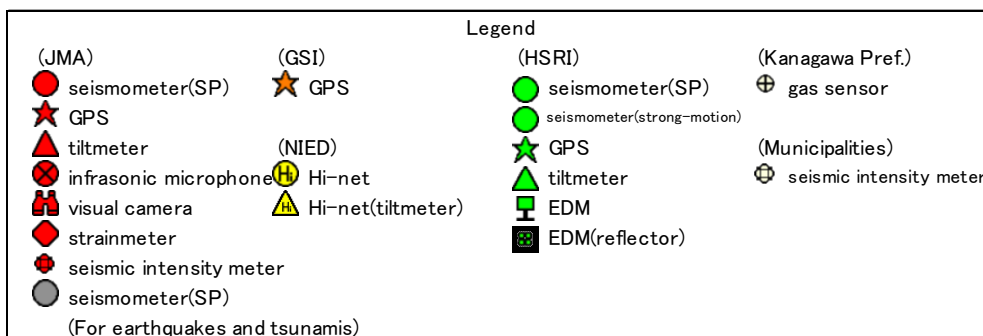 Legend
(JMA)
seismometer(SP)
GPS
tiltmeter
infrasonic microphone
visual camera
strainmeter
seismic intensity meter
seismometer(SP)
(For earthquakes and tsunamis)
(GSI)
GPS
(NIED)
Hi Hi-net
Hi Hi-net(tiltmeter)
(HSRI)
seismometer(SP)
seismometer(strong-motion)
GPS
tiltmeter
EDM
EDM(reflector)
(Kanagawa Pref.)
gas sensor
(Municipalities)
seismic intensity meter